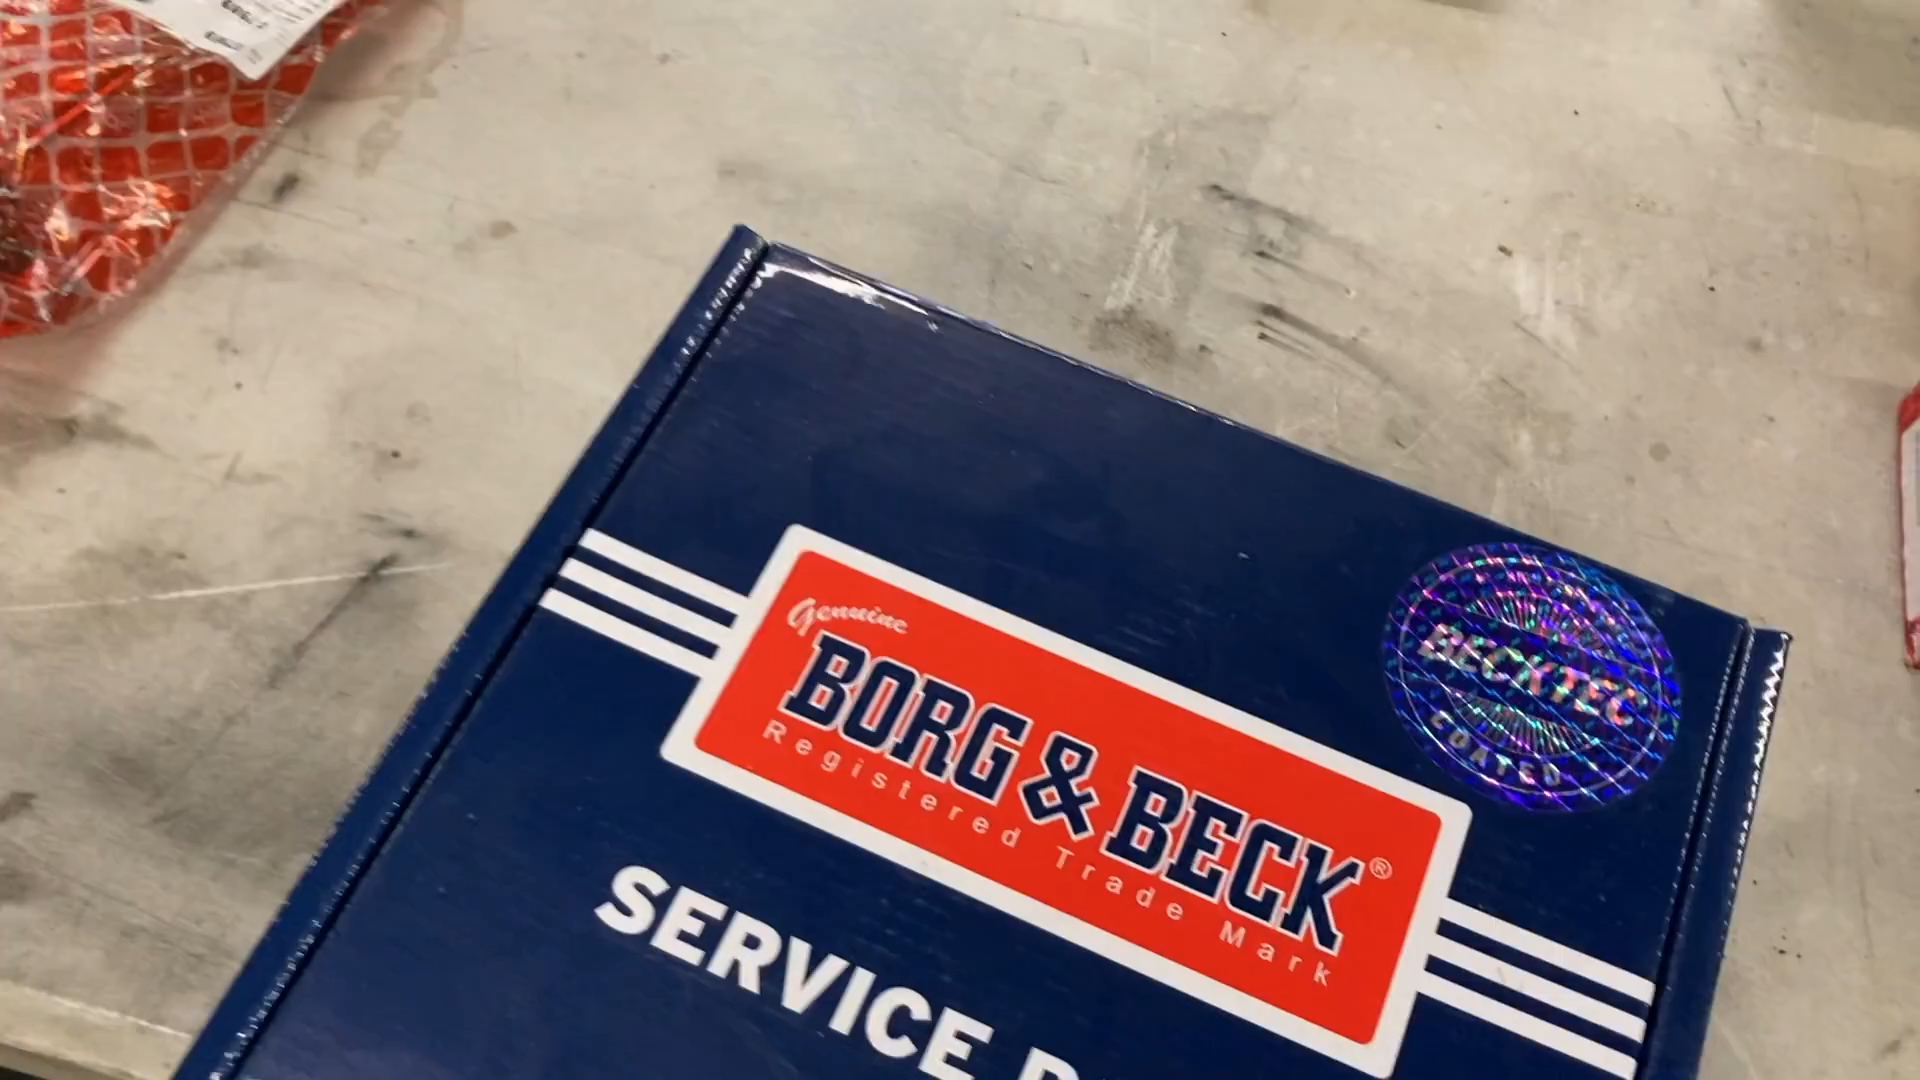 Genuine
BORG & BECK®
Registered Trade Mark
BECKTEC
COATED
SERVICE